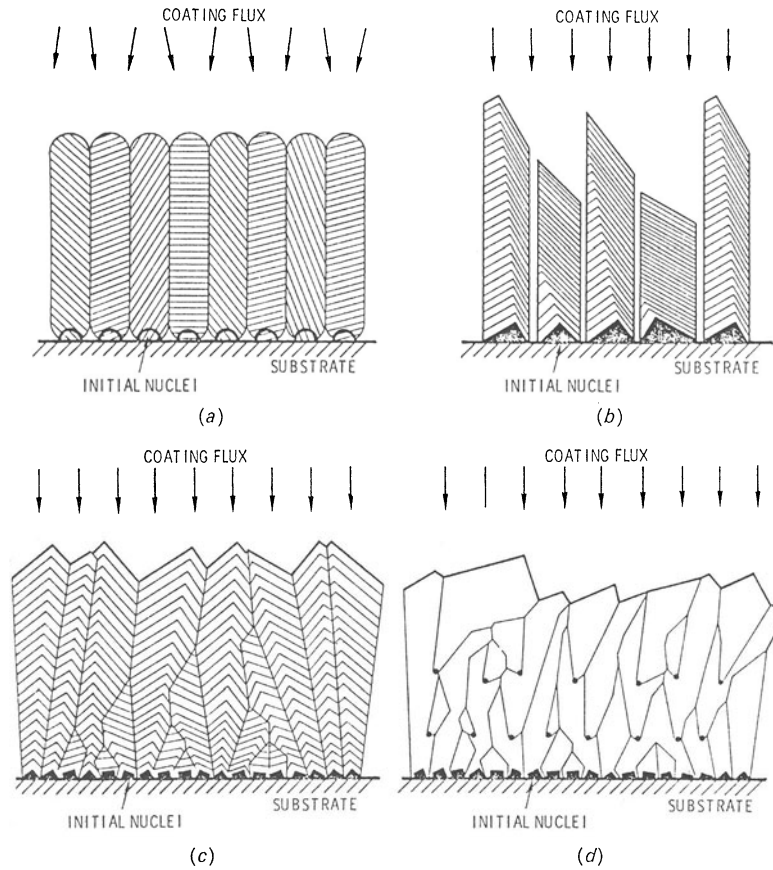 COATING FLUX
SUBSTRATE
INITIAL NUCLEI
(a)
COATING FLUX
SUBSTRATE
INITIAL NUCLEI
(b)
COATING FLUX
SUBSTRATE
INITIAL NUCLEI
(c)
COATING FLUX
SUBSTRATE
INITIAL NUCLEI
(d)